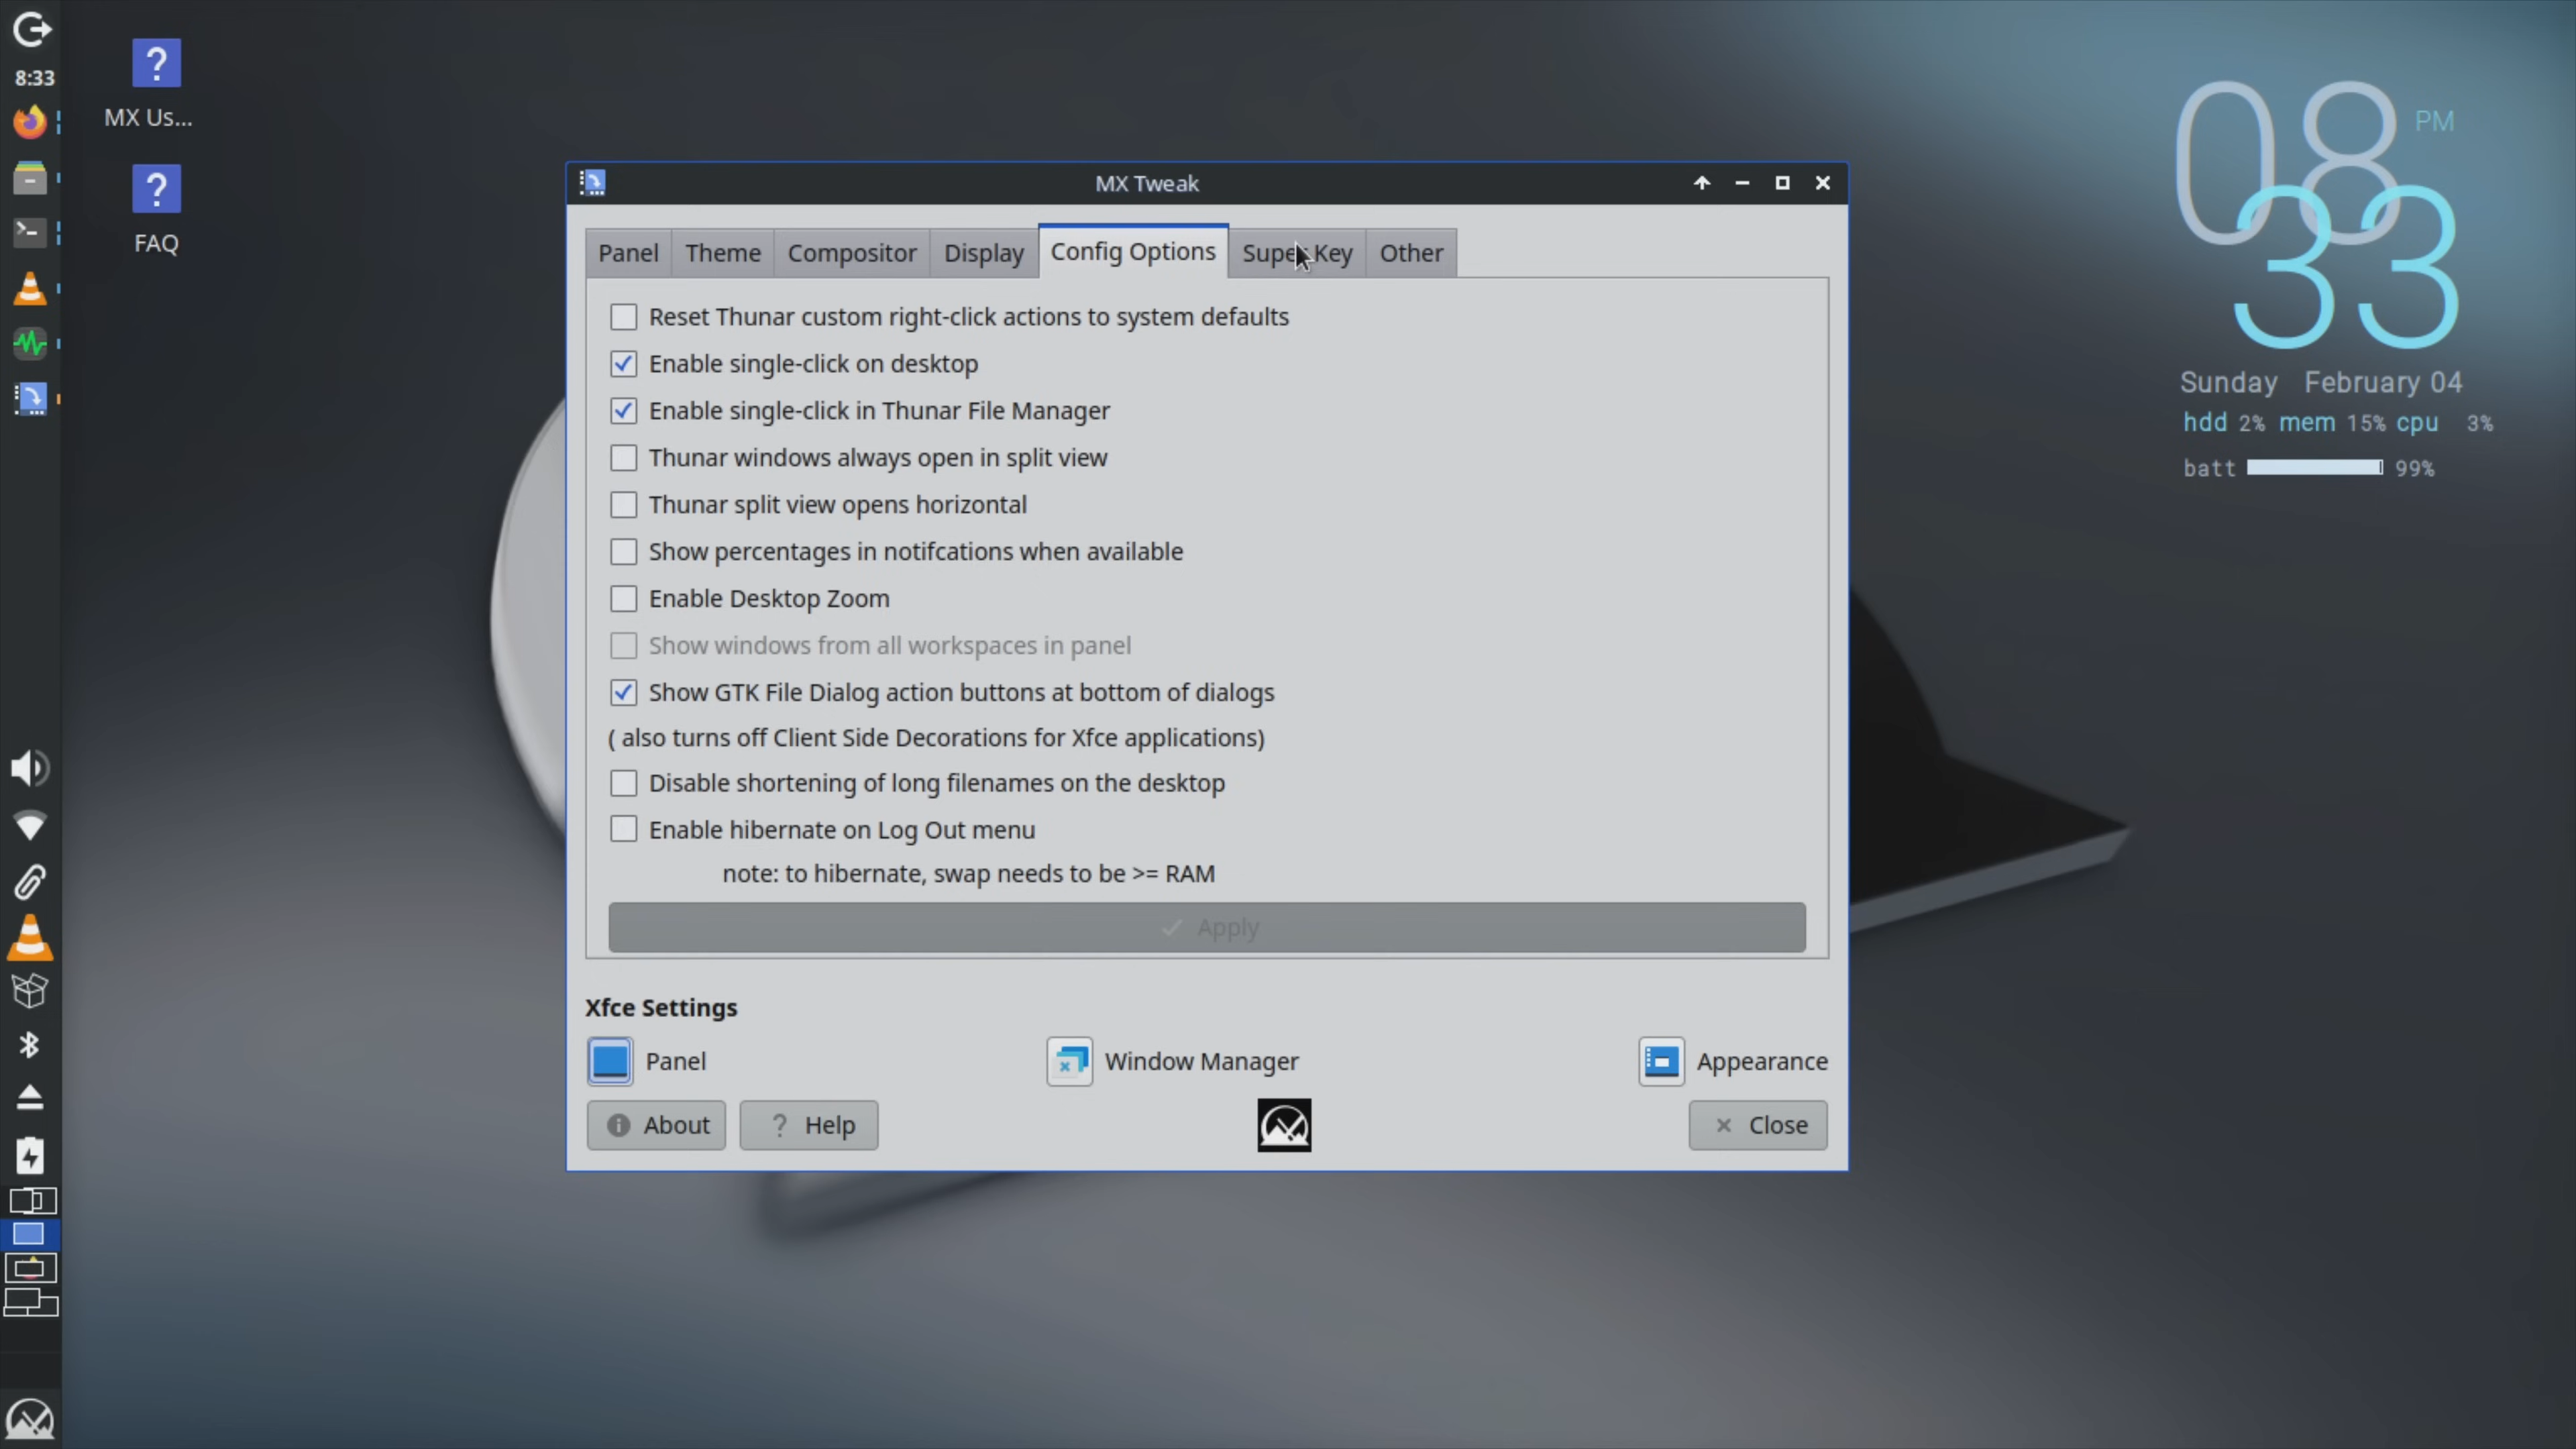 8:33
MX Us...
FAQ
MX Tweak
Panel
Theme
Compositor
Display
Config Options
Super Key
Other
Reset Thunar custom right-click actions to system defaults
Enable single-click on desktop
Enable single-click in Thunar File Manager
Thunar windows always open in split view
Thunar split view opens horizontal
Show percentages in notifcations when available
Enable Desktop Zoom
Show windows from all workspaces in panel
Show GTK File Dialog action buttons at bottom of dialogs
( also turns off Client Side Decorations for Xfce applications)
Disable shortening of long filenames on the desktop
Enable hibernate on Log Out menu
note: to hibernate, swap needs to be >= RAM
Apply
Xfce Settings
Panel
Window Manager
Appearance
About
Help
Close
08 PM
33
Sunday February 04
hdd 2% mem 15% cpu 3%
batt 99%